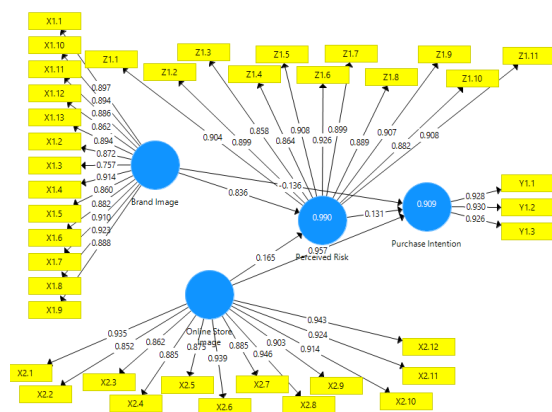 X1.1
X1.10
X1.11
X1.12
X1.13
X1.2
X1.3
X1.4
X1.5
X1.6
X1.7
X1.8
X1.9
0.897
0.894
0.886
0.862
0.894
0.872
0.757
0.914
0.860
0.882
0.910
0.923
0.888
Brand Image
Z1.1
Z1.2
Z1.3
Z1.4
Z1.5
Z1.6
Z1.7
Z1.8
Z1.9
Z1.10
Z1.11
0.904
0.899
0.858
0.864
0.908
0.926
0.899
0.889
0.907
0.882
0.908
0.836
-0.136
0.990
Perceived Risk
0.131
0.165
0.957
0.909
Purchase Intention
0.928
0.930
0.926
Y1.1
Y1.2
Y1.3
Online Store
Image
0.935
0.852
0.862
0.885
0.875
0.939
0.885
0.946
0.903
0.914
0.924
0.943
X2.1
X2.2
X2.3
X2.4
X2.5
X2.6
X2.7
X2.8
X2.9
X2.10
X2.11
X2.12